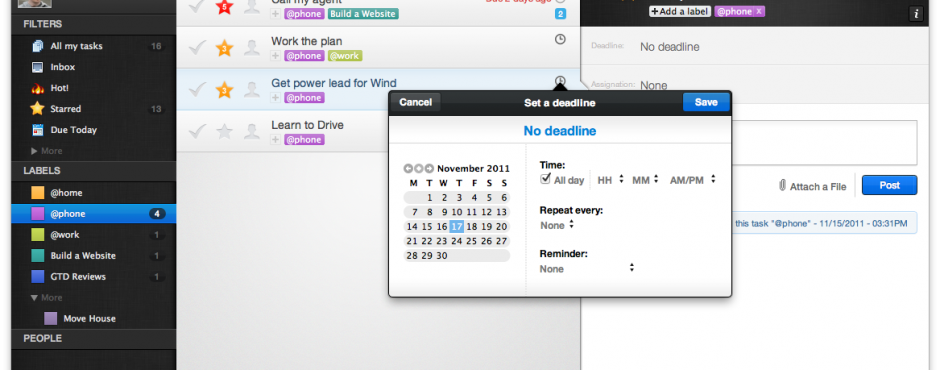 FILTERS
All my tasks 16
Inbox
Hot!
Starred 13
Due Today
More
LABELS
@home
@phone 4
@work 1
Build a Website 1
GTD Reviews 1
More
Move House
PEOPLE
5 Call my agent
@phone Build a Website 2
3 Work the plan
@phone @work
3 Get power lead for Wind
@phone
Learn to Drive
@phone
+Add a label @phone x
i
Deadline: No deadline
Assignation: None
Cancel Set a deadline Save
No deadline
November 2011
M T W T F S S
1 2 3 4 5 6
7 8 9 10 11 12 13
14 15 16 17 18 19 20
21 22 23 24 25 26 27
28 29 30
Time:
All day HH MM AM/PM
Repeat every:
None
Reminder:
None
Attach a File Post
this task "@phone" - 11/15/2011 - 03:31PM